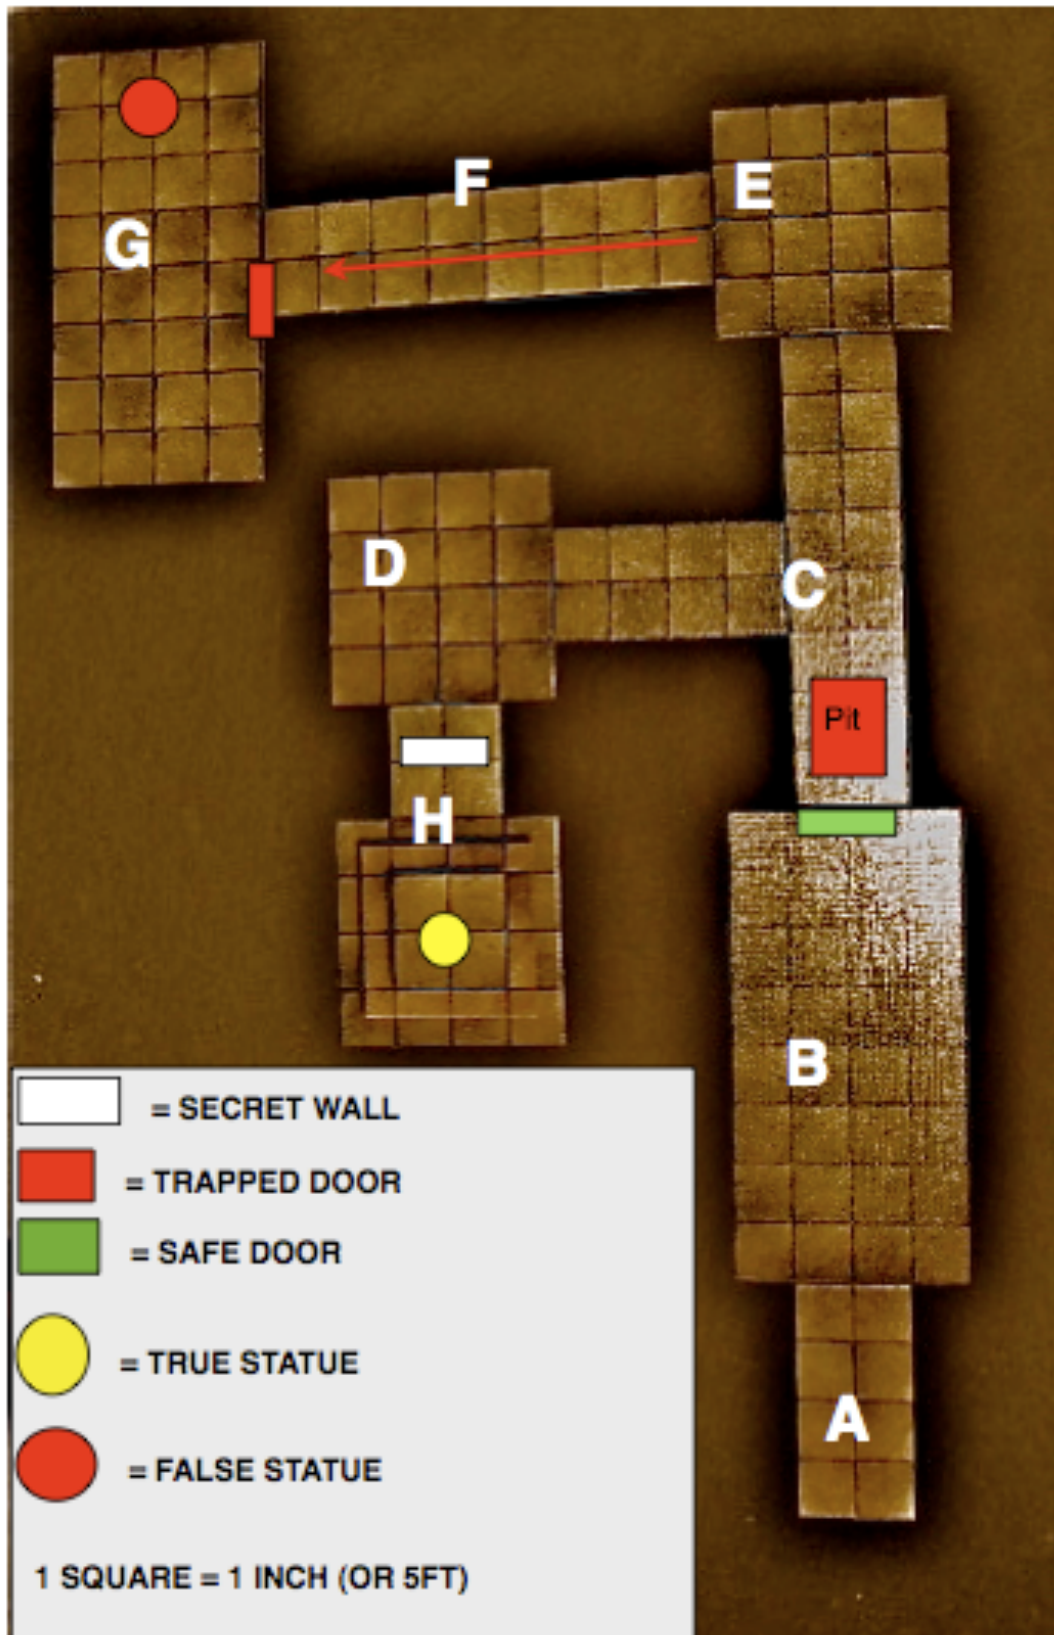 F
E
G
D
C
Pit
H
B
A
= SECRET WALL
= TRAPPED DOOR
= SAFE DOOR
= TRUE STATUE
= FALSE STATUE
1 SQUARE = 1 INCH (OR 5FT)